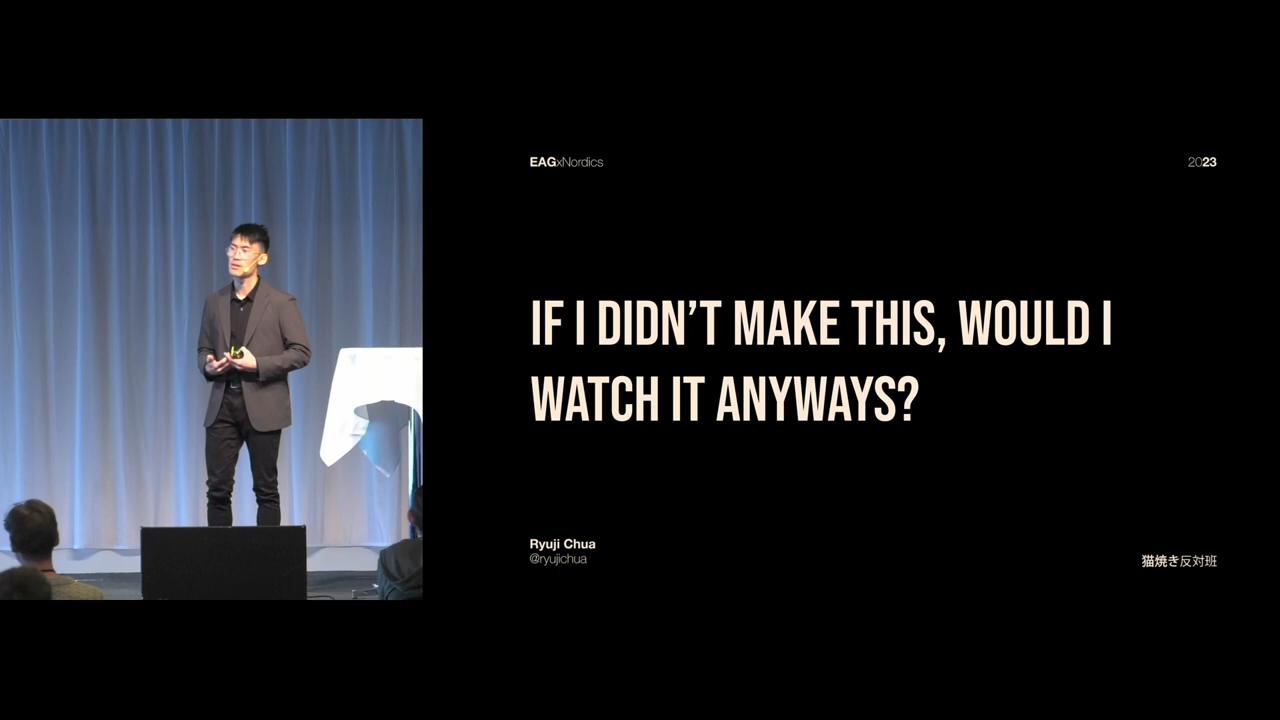 EAGxNordics
2023
IF I DIDN'T MAKE THIS, WOULD I
WATCH IT ANYWAYS?
Ryuji Chua
@ryujichua
猫焼き反対班